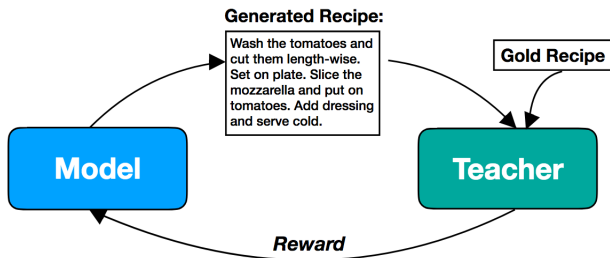 Generated Recipe:
Wash the tomatoes and
cut them length-wise.
Set on plate. Slice the
mozzarella and put on
tomatoes. Add dressing
and serve cold.
Gold Recipe
Model
Teacher
Reward